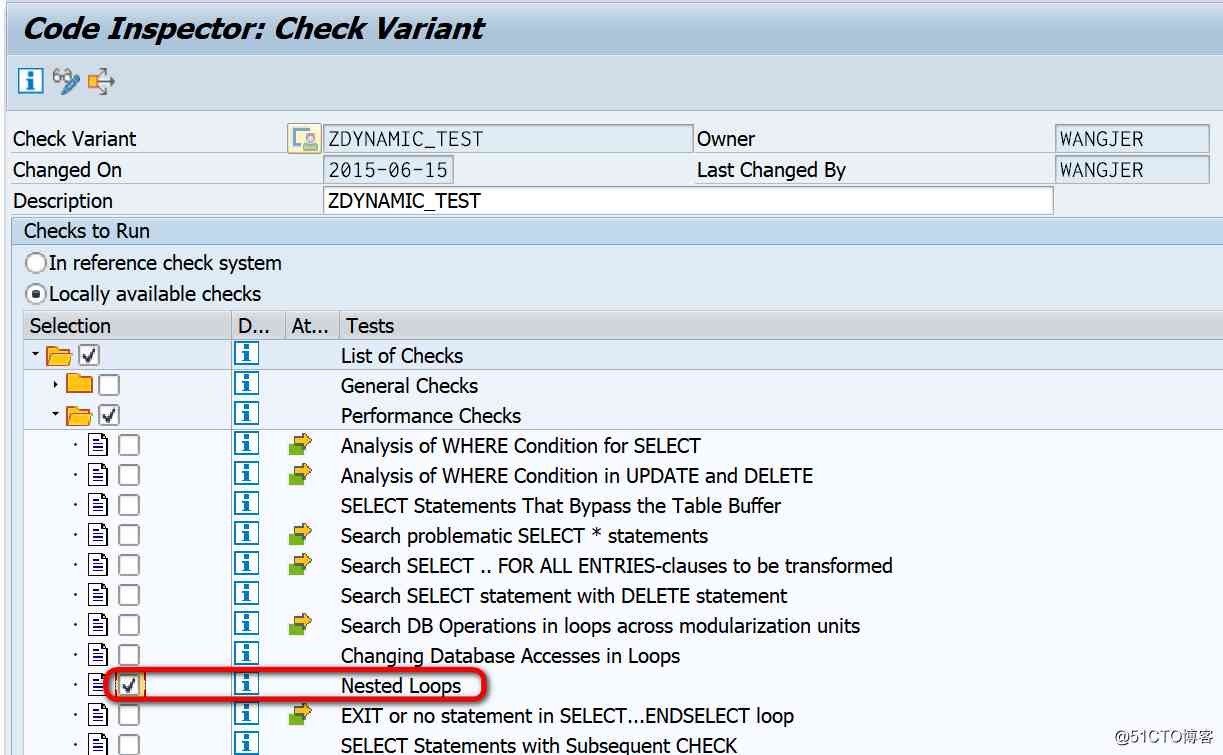 Code Inspector: Check Variant
Check Variant ZDYNAMIC_TEST Owner WANGJER
Changed On 2015-06-15 Last Changed By WANGJER
Description ZDYNAMIC_TEST
Checks to Run
In reference check system
Locally available checks
Selection D... At... Tests
List of Checks
General Checks
Performance Checks
Analysis of WHERE Condition for SELECT
Analysis of WHERE Condition in UPDATE and DELETE
SELECT Statements That Bypass the Table Buffer
Search problematic SELECT * statements
Search SELECT .. FOR ALL ENTRIES-clauses to be transformed
Search SELECT statement with DELETE statement
Search DB Operations in loops across modularization units
Changing Database Accesses in Loops
Nested Loops
EXIT or no statement in SELECT...ENDSELECT loop
SELECT Statements with Subsequent CHECK
@51CTO博客